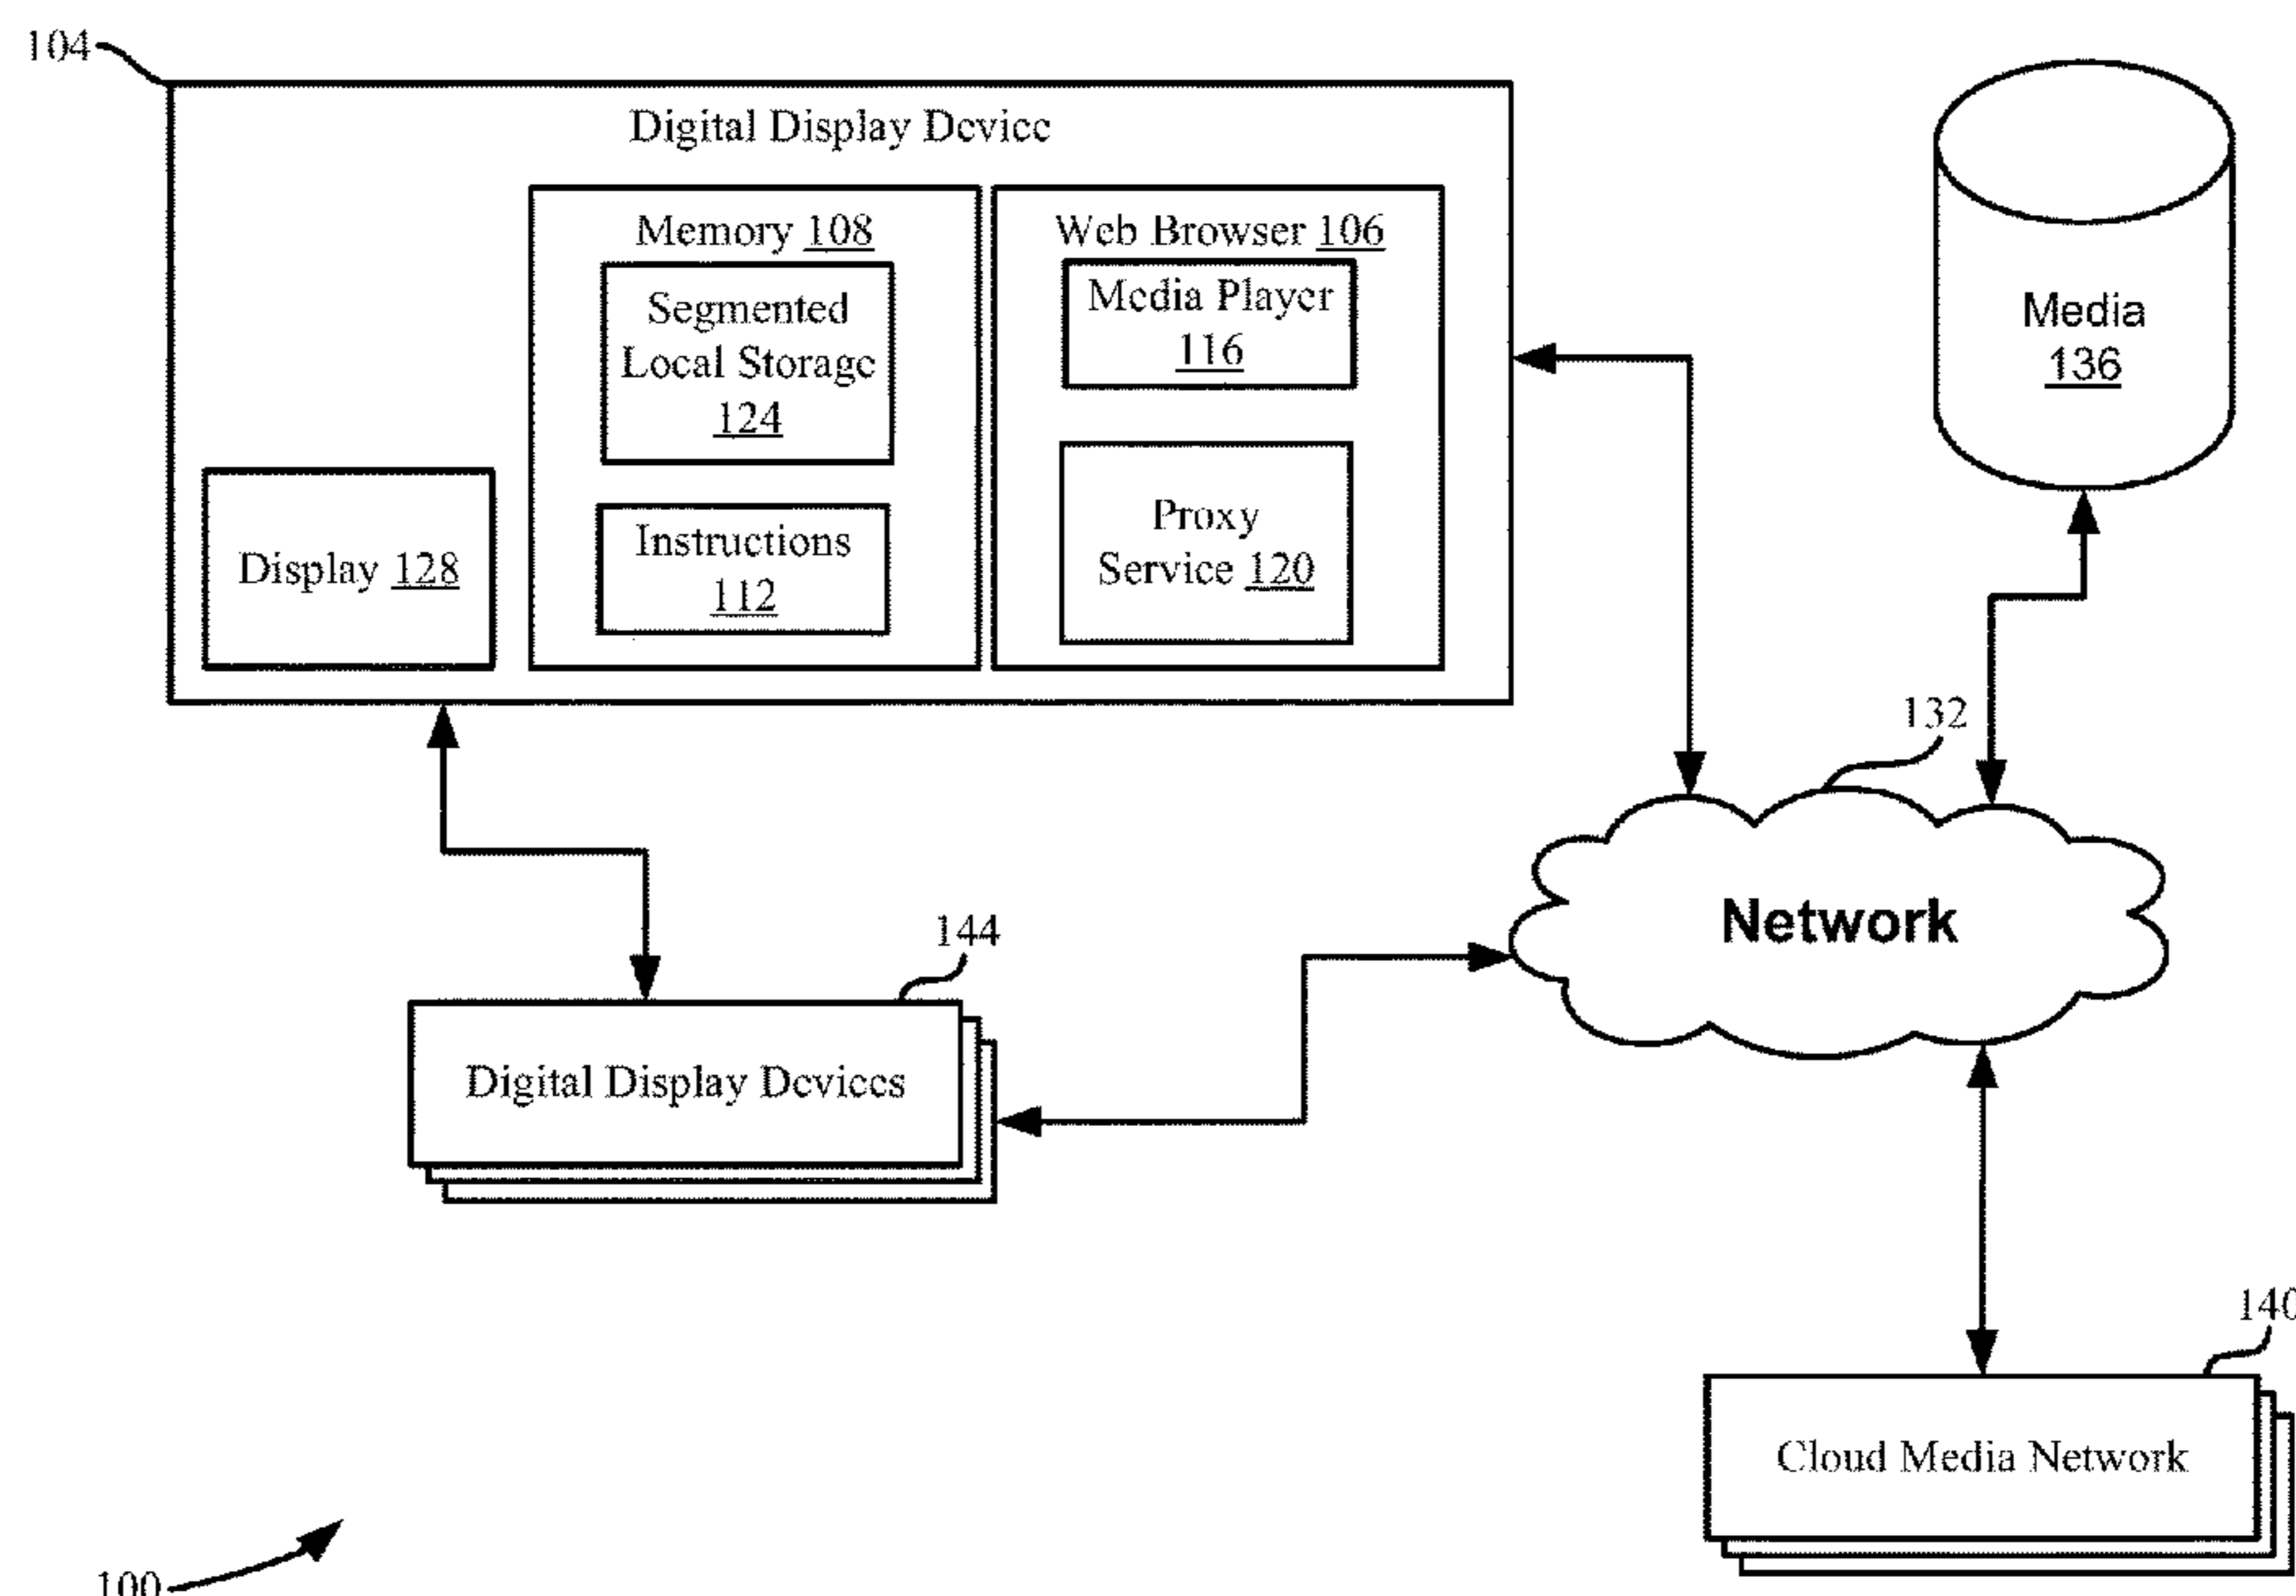 104
Digital Display Device
Memory 108
Segmented
Local Storage
124
Instructions
112
Web Browser 106
Media Player
116
Proxy
Service 120
Display 128
Media
136
132
Network
144
Digital Display Devices
140
Cloud Media Network
100